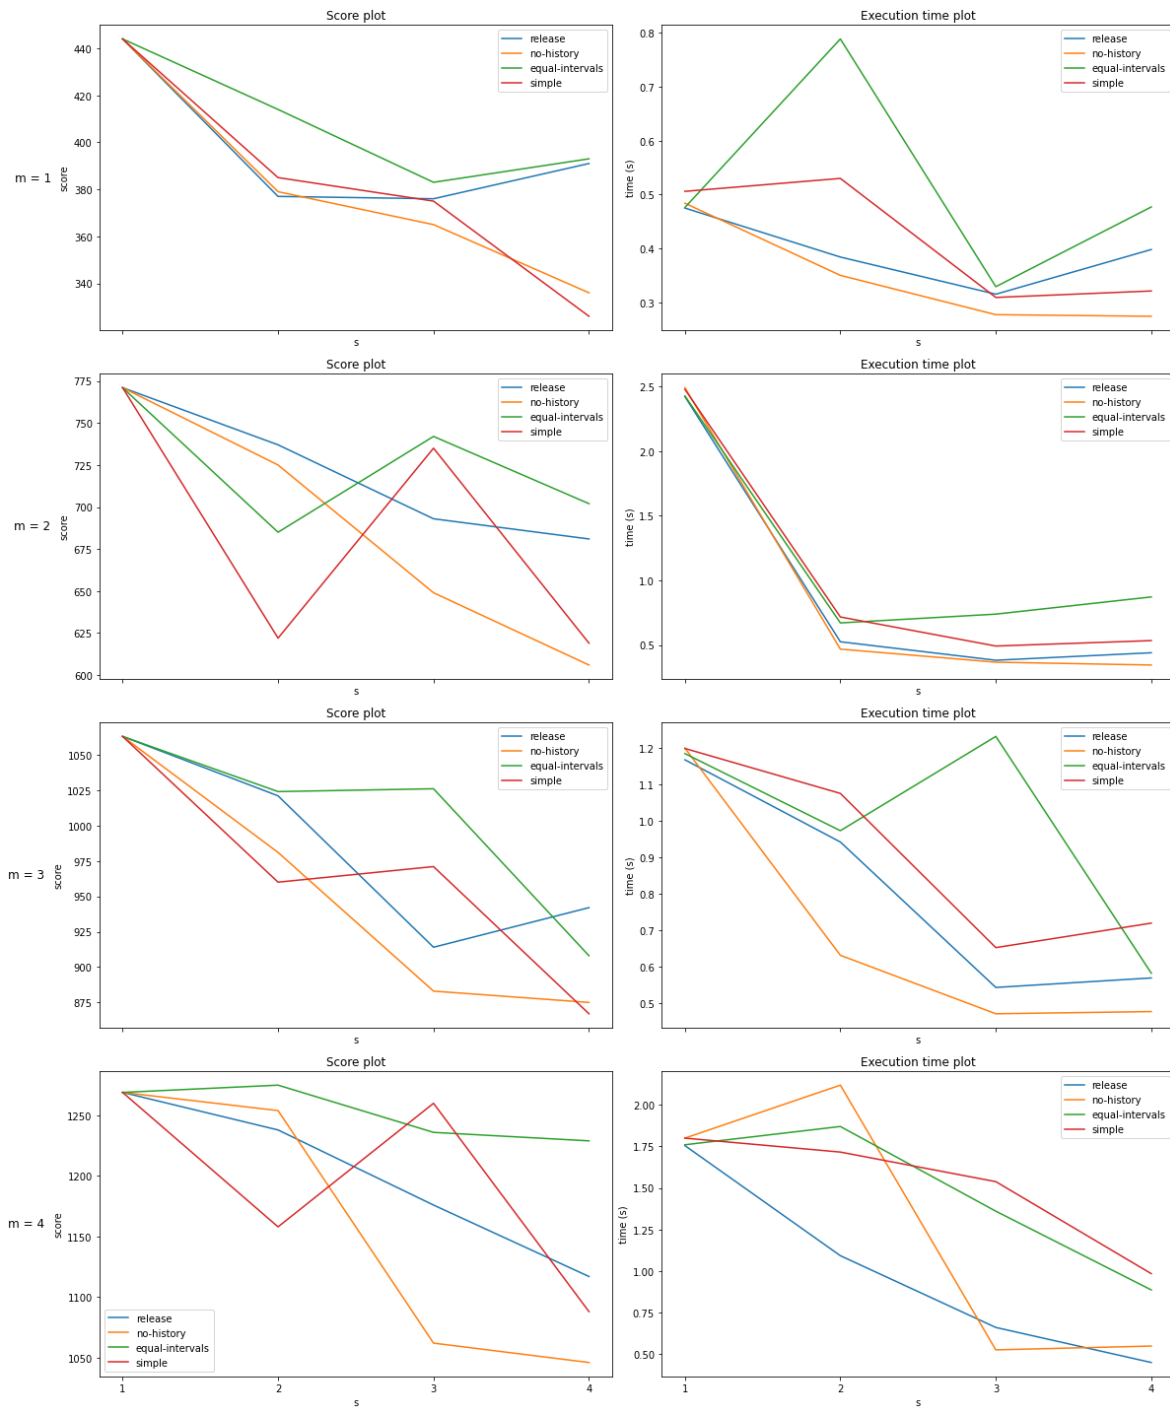 Score plot
440
420
400
380
360
340
score
m = 1
s
release
no-history
equal-intervals
simple
Execution time plot
0.8
0.7
0.6
0.5
0.4
0.3
time (s)
s
release
no-history
equal-intervals
simple
Score plot
775
750
725
700
675
650
625
600
score
m = 2
s
release
no-history
equal-intervals
simple
Execution time plot
2.5
2.0
1.5
1.0
0.5
time (s)
s
release
no-history
equal-intervals
simple
Score plot
1050
1025
1000
975
950
925
900
875
score
m = 3
s
release
no-history
equal-intervals
simple
Execution time plot
1.2
1.1
1.0
0.9
0.8
0.7
0.6
0.5
time (s)
s
release
no-history
equal-intervals
simple
Score plot
1250
1200
1150
1100
1050
score
m = 4
release
no-history
equal-intervals
simple
1 2 3 4
s
Execution time plot
2.00
1.75
1.50
1.25
1.00
0.75
0.50
time (s)
release
no-history
equal-intervals
simple
1 2 3 4
s